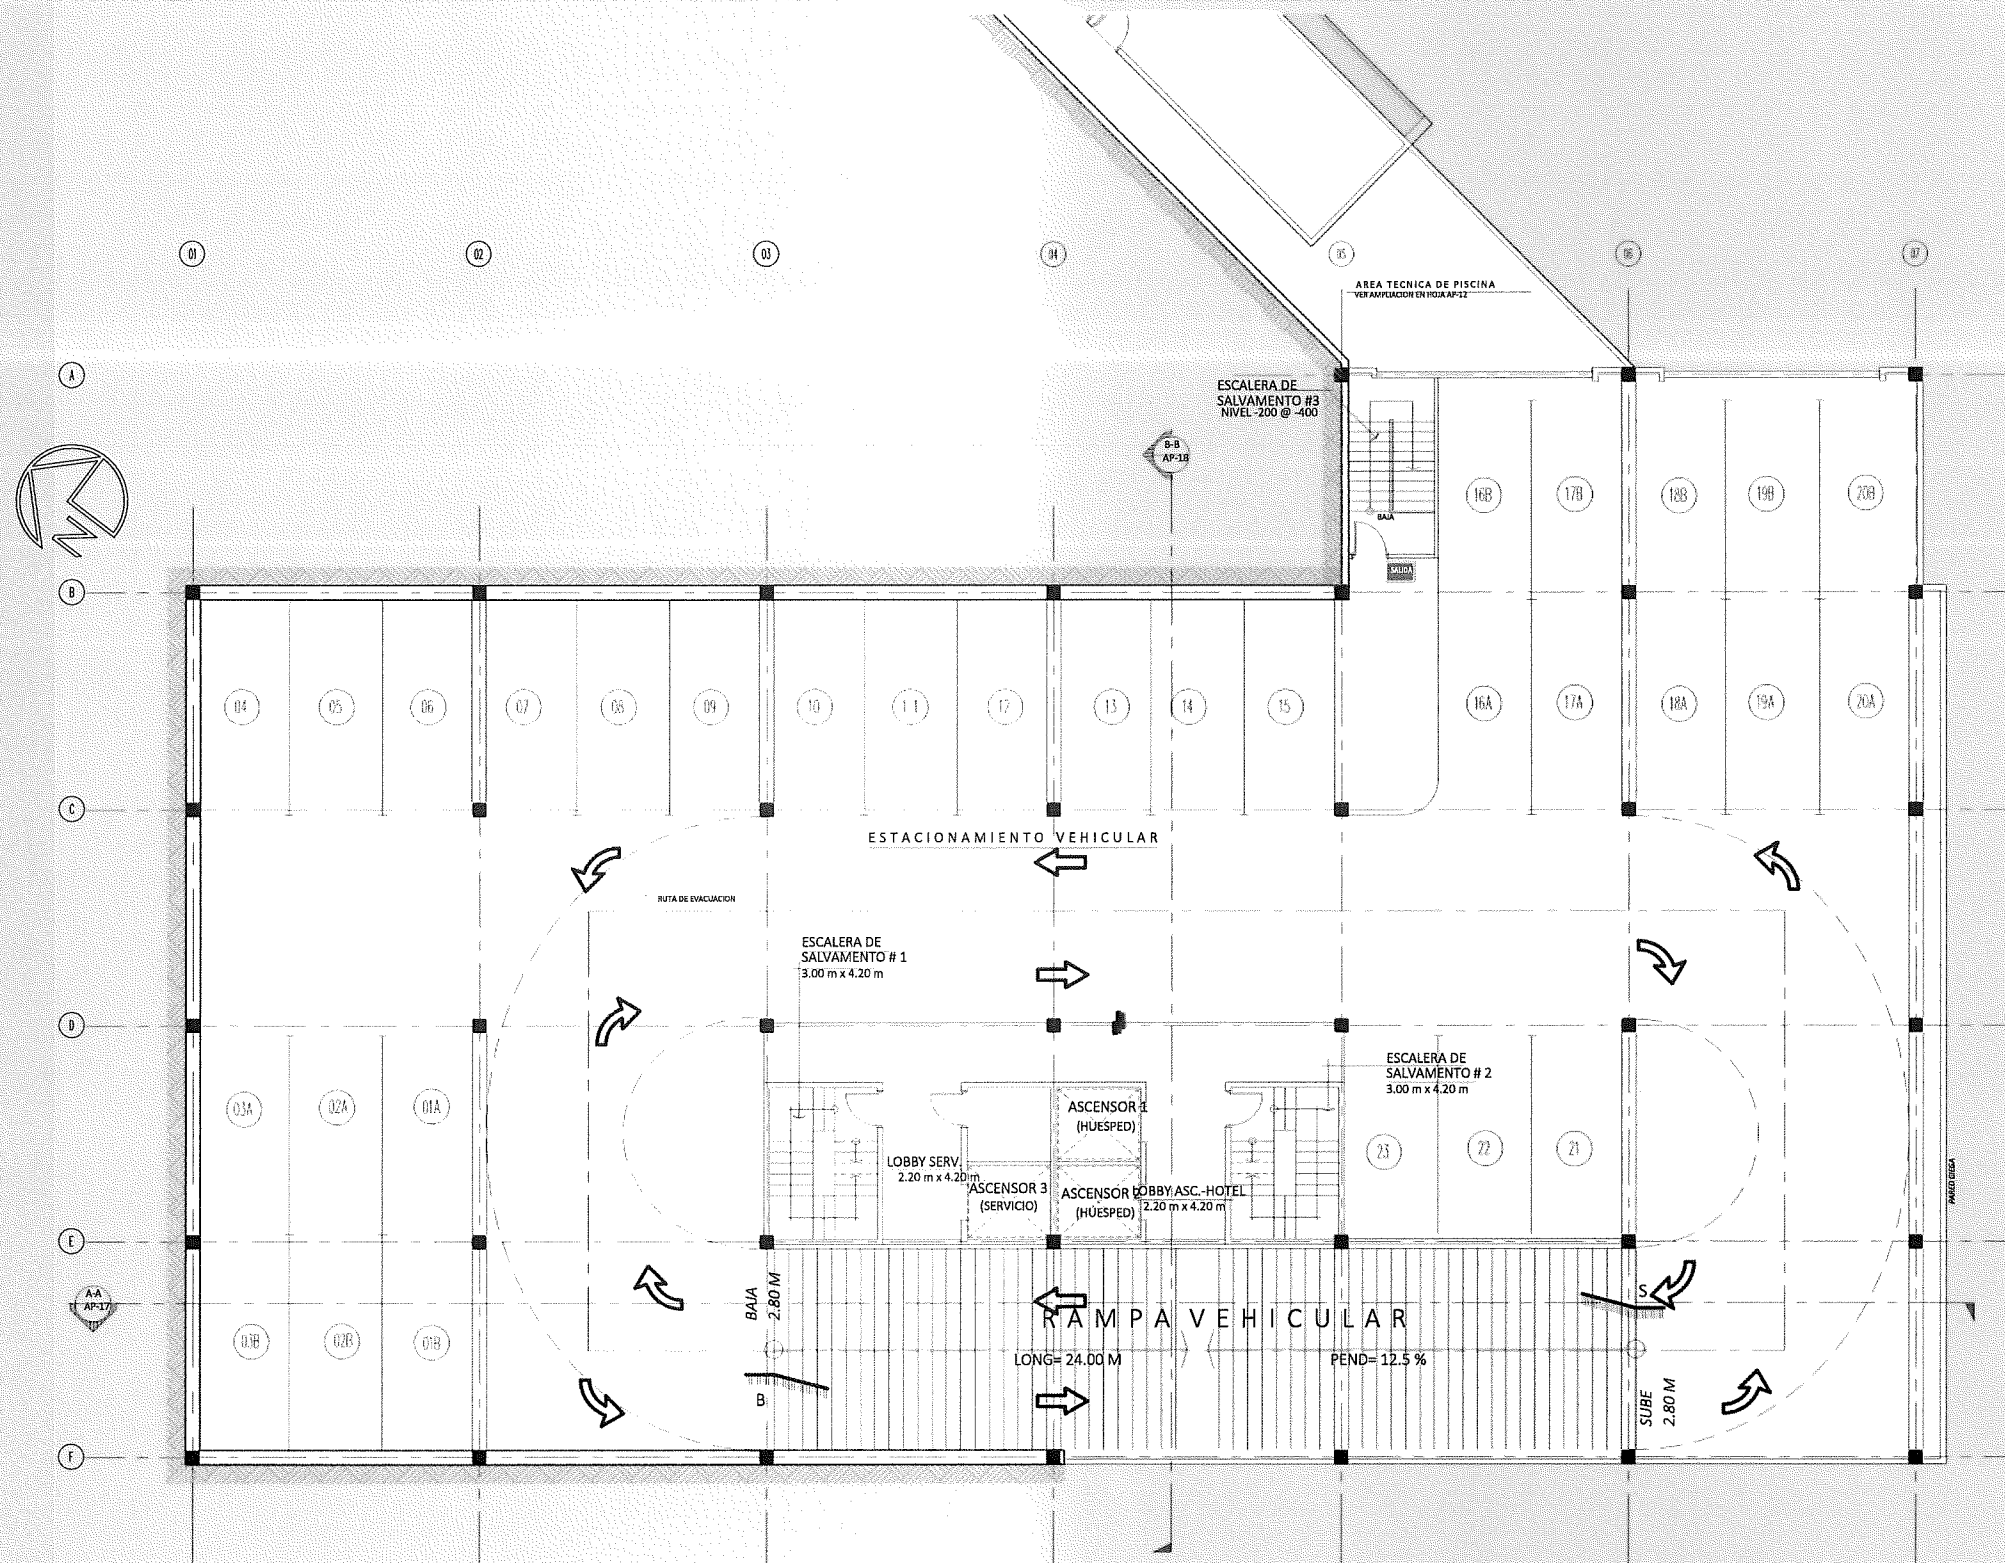 01
02
03
04
05
06
07
AREA TECNICA DE PISCINA
VER AMPLIACION EN HOJA AP-12
A
ESCALERA DE
SALVAMENTO #3
NIVEL -200 @ -400
B-B
AP-18
16B
17B
18B
19B
20B
BAJA
SALIDA
B
04
05
06
07
08
09
10
11
12
13
14
15
16A
17A
18A
19A
20A
C
ESTACIONAMIENTO VEHICULAR
RUTA DE EVACUACION
ESCALERA DE
SALVAMENTO # 1
3.00 m x 4.20 m
D
ESCALERA DE
SALVAMENTO # 2
3.00 m x 4.20 m
03A
02A
01A
ASCENSOR 1
(HUESPED)
23
22
21
LOBBY SERV.
2.20 m x 4.20 m
ASCENSOR 3
(SERVICIO)
ASCENSOR 2
(HUESPED)
LOBBY ASC.-HOTEL
2.20 m x 4.20 m
PARED CIEGA
E
A-A
AP-17
BAJA
2.80 M
S
RAMPA VEHICULAR
03B
02B
01B
LONG= 24.00 M
PEND= 12.5 %
B
SUBE
2.80 M
F